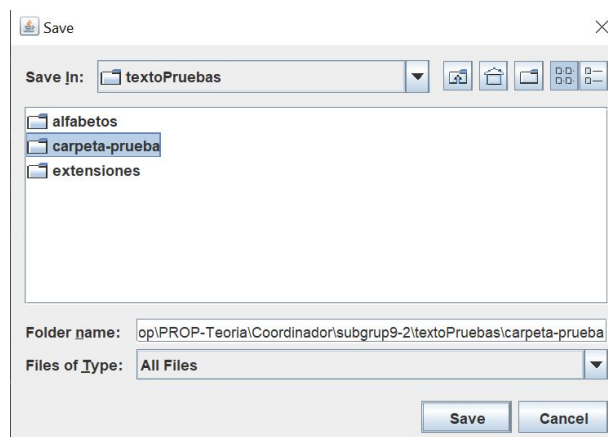 Save
Save In: textoPruebas
alfabetos
carpeta-prueba
extensiones
Folder name: op\PROP-Teoria\Coordinador\subgrup9-2\textoPruebas\carpeta-prueba
Files of Type: All Files
Save Cancel